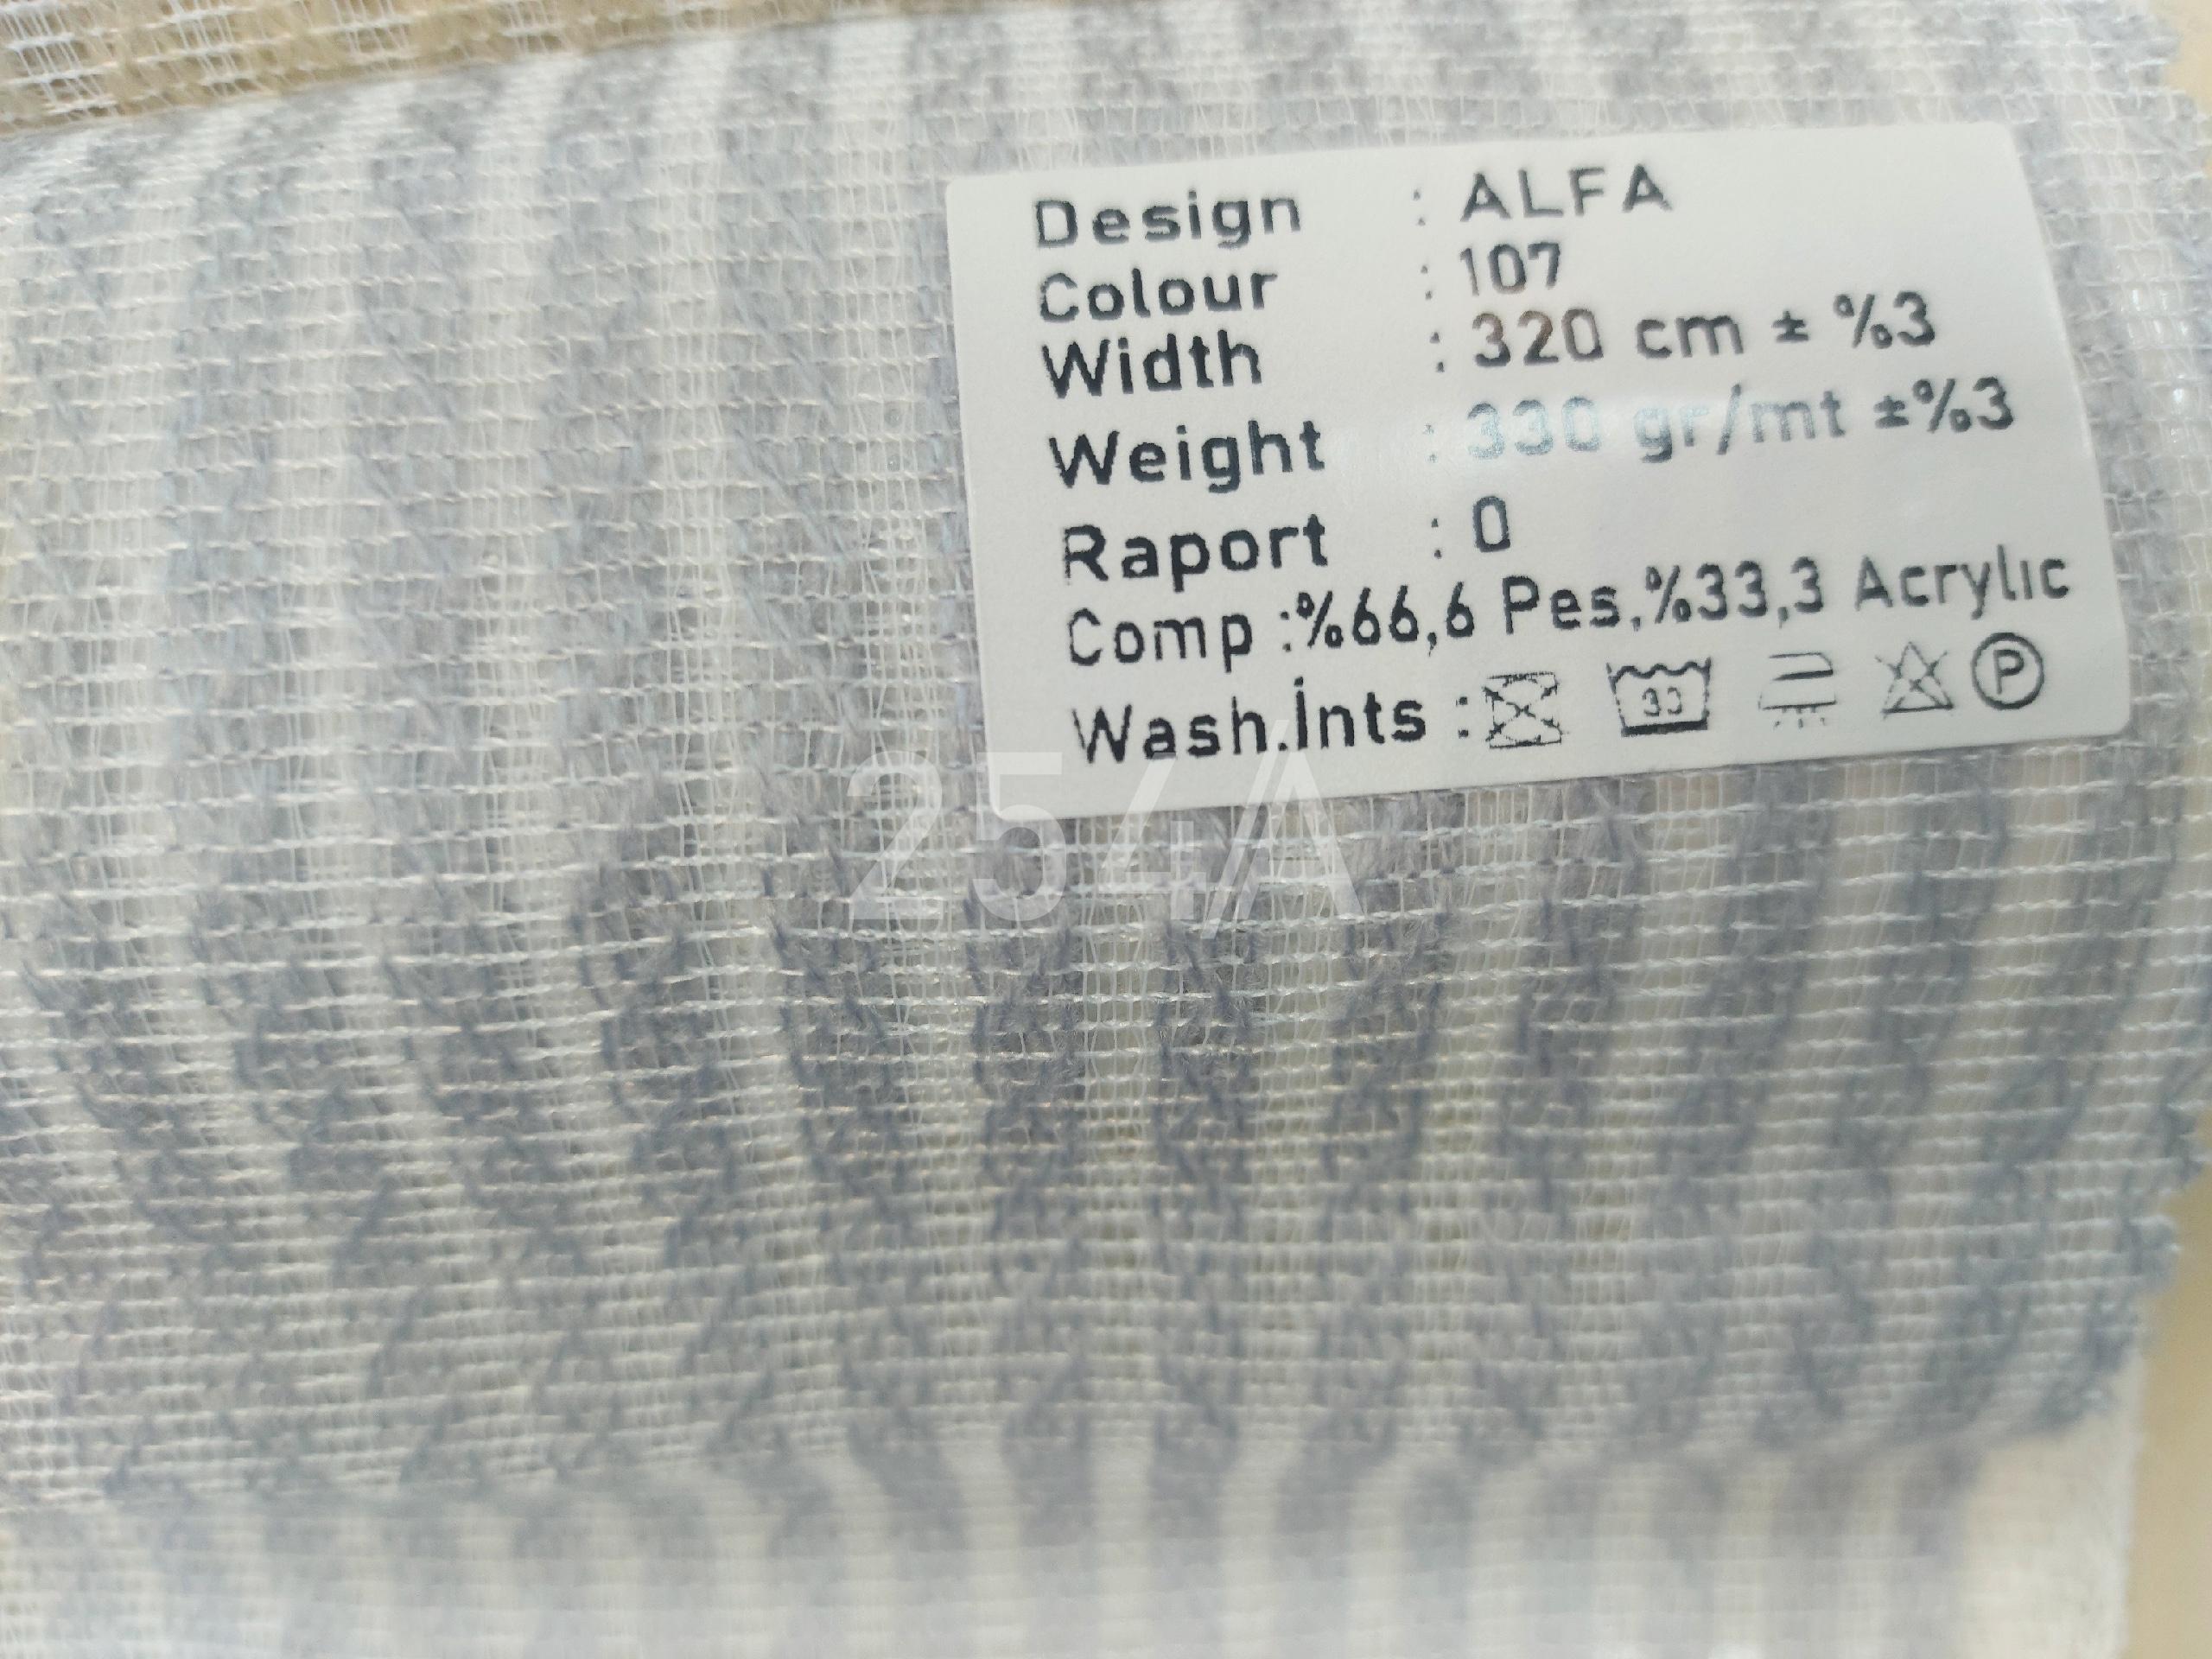 Design : ALFA
Colour : 107
Width : 320 cm ± %3
Weight : 330 gr/mt ±%3
Raport : 0
Comp :%66,6 Pes.%33,3 Acrylic
Wash.İnts : 30 P
254A